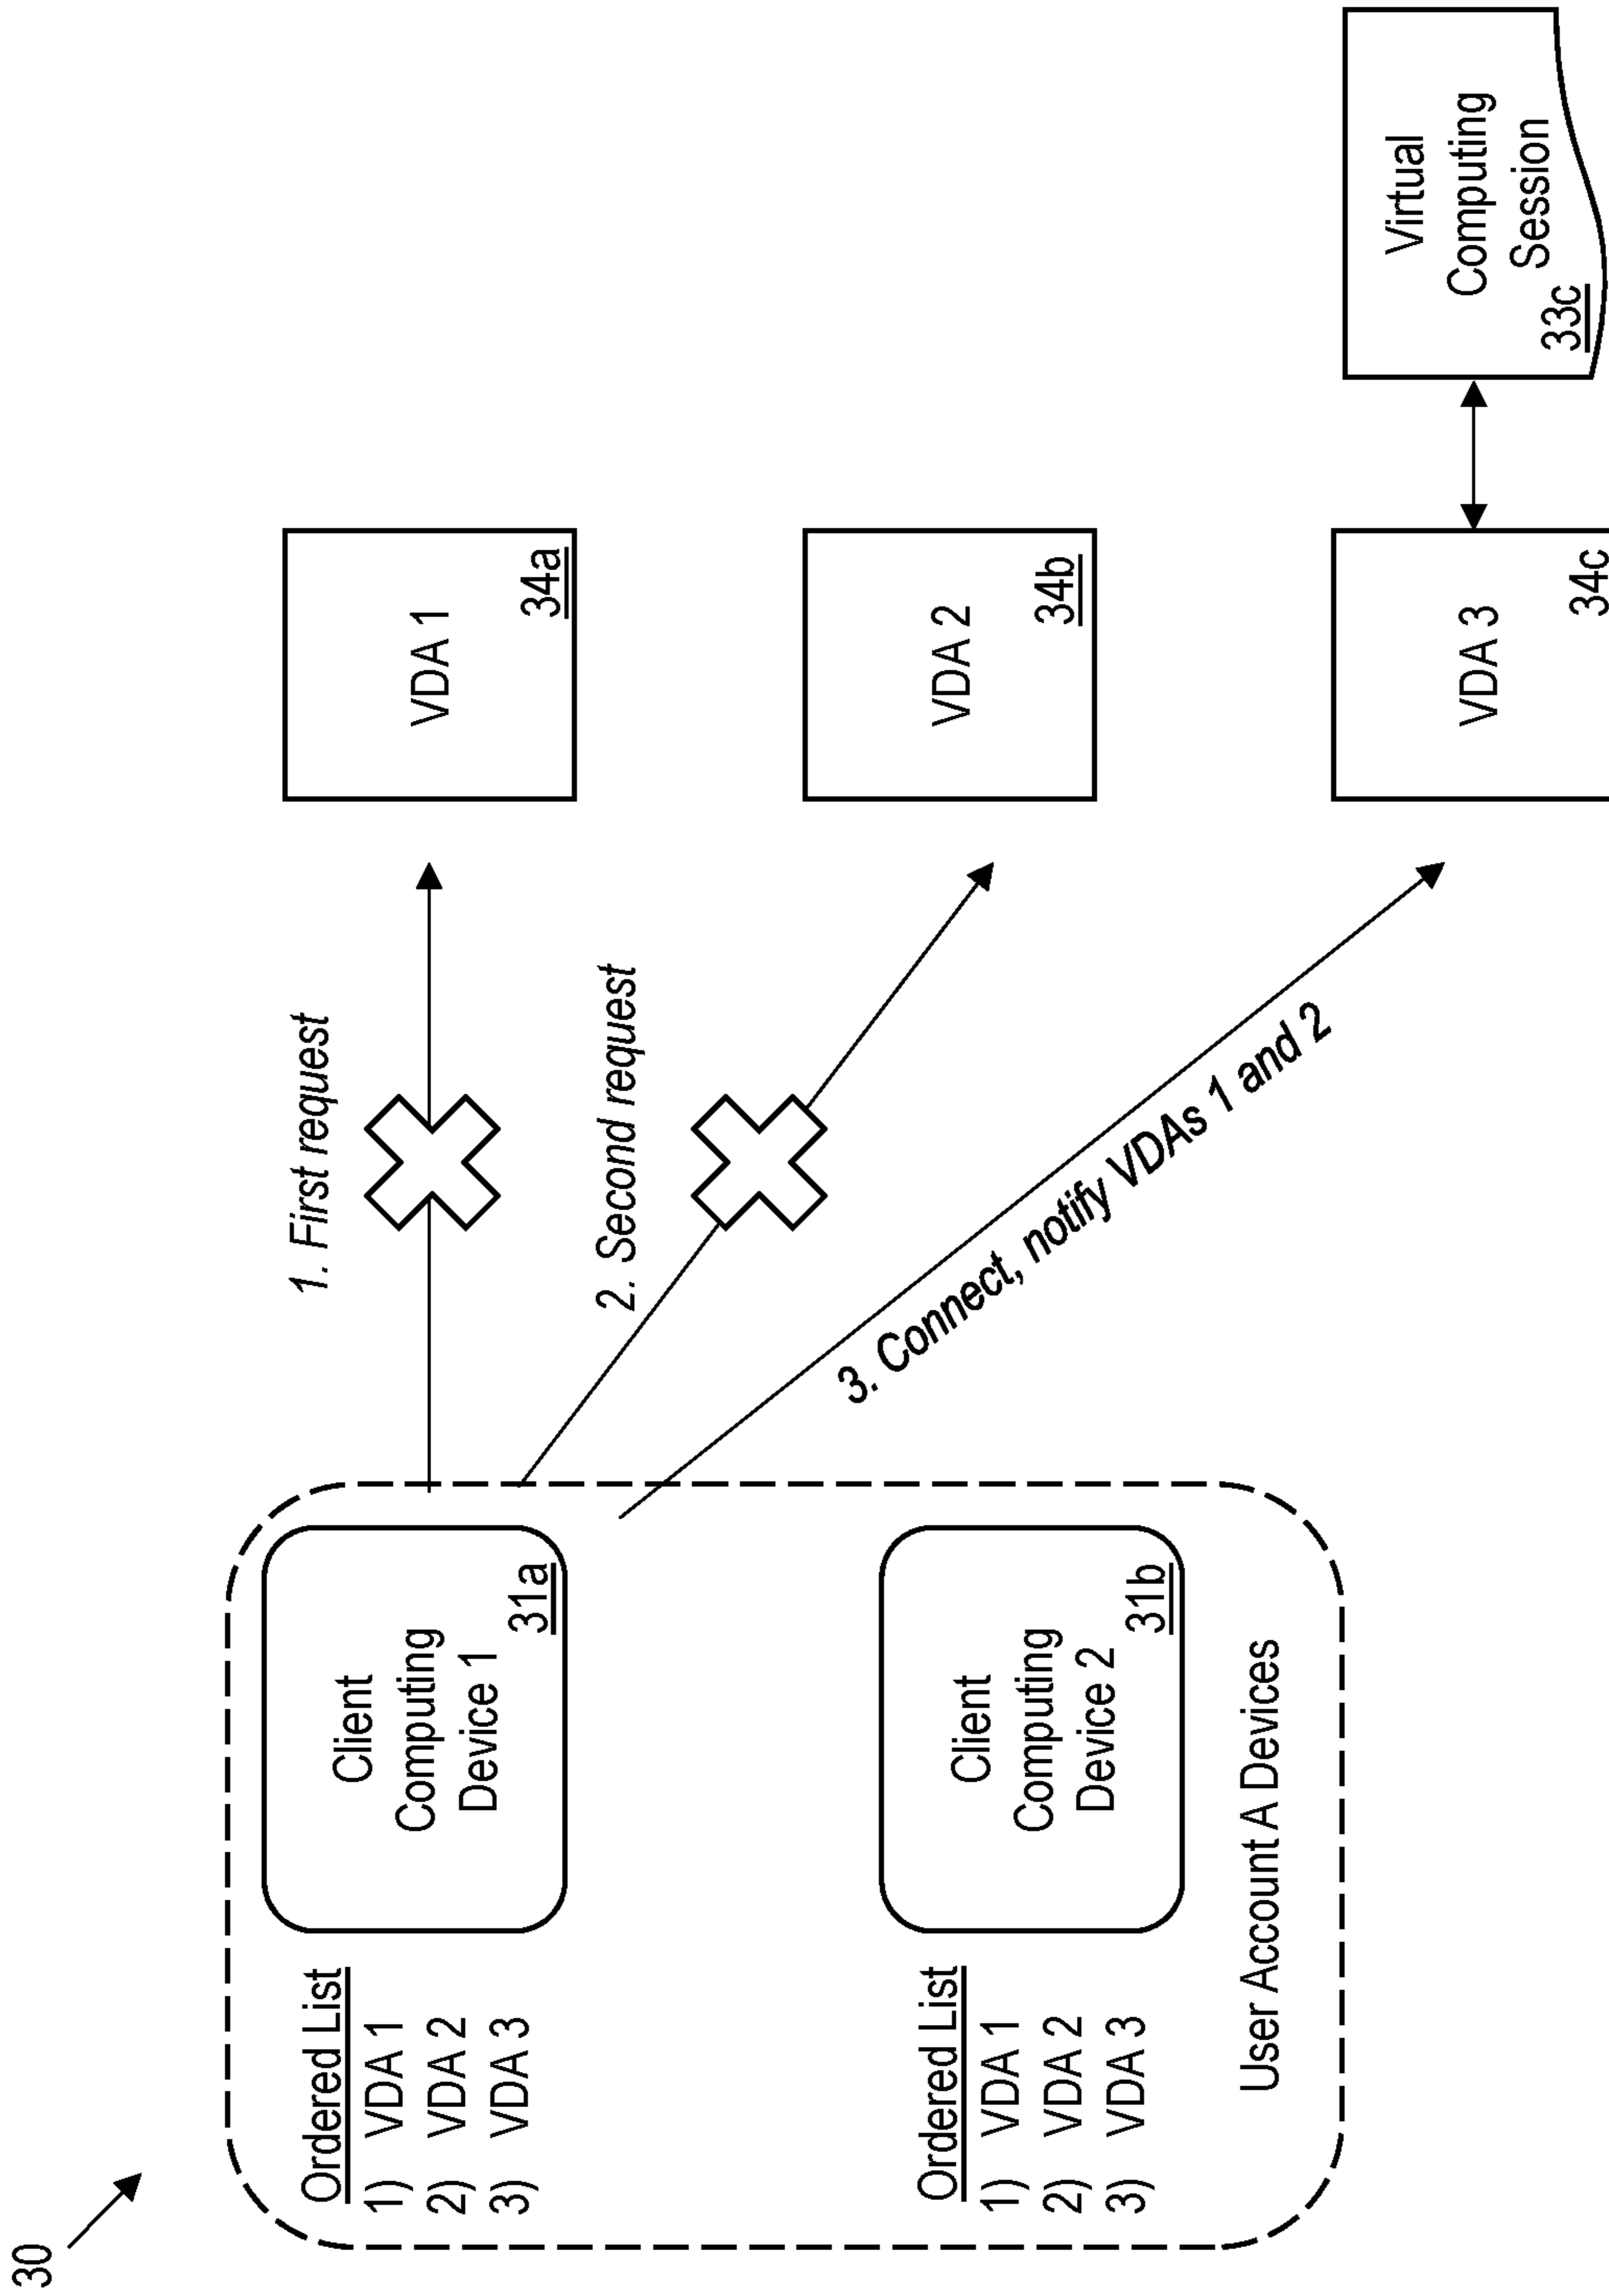 30
Ordered List
1) VDA 1
2) VDA 2
3) VDA 3
Client
Computing
Device 1
31a
1. First request
VDA 1
34a
2. Second request
Ordered List
1) VDA 1
2) VDA 2
3) VDA 3
Client
Computing
Device 2
31b
VDA 2
34b
3. Connect, notify VDAs 1 and 2
User Account A Devices
VDA 3
34c
Virtual
Computing
Session
33c